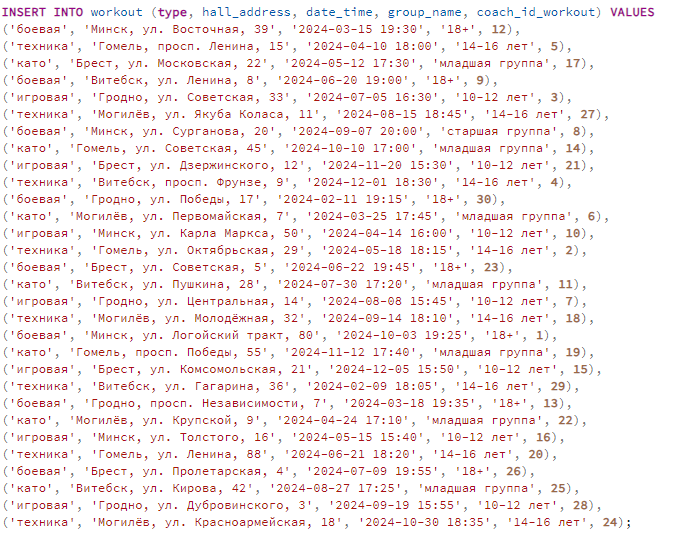 INSERT INTO workout (type, hall_address, date_time, group_name, coach_id_workout) VALUES
('боевая', 'Минск, ул. Восточная, 39', '2024-03-15 19:30', '18+', 12),
('техника', 'Гомель, просп. Ленина, 15', '2024-04-10 18:00', '14-16 лет', 5),
('като', 'Брест, ул. Московская, 22', '2024-05-12 17:30', 'младшая группа', 17),
('боевая', 'Витебск, ул. Ленина, 8', '2024-06-20 19:00', '18+', 9),
('игровая', 'Гродно, ул. Советская, 33', '2024-07-05 16:30', '10-12 лет', 3),
('техника', 'Могилёв, ул. Якуба Коласа, 11', '2024-08-15 18:45', '14-16 лет', 27),
('боевая', 'Минск, ул. Сурганова, 20', '2024-09-07 20:00', 'старшая группа', 8),
('като', 'Гомель, ул. Советская, 45', '2024-10-10 17:00', 'младшая группа', 14),
('игровая', 'Брест, ул. Дзержинского, 12', '2024-11-20 15:30', '10-12 лет', 21),
('техника', 'Витебск, просп. Фрунзе, 9', '2024-12-01 18:30', '14-16 лет', 4),
('боевая', 'Гродно, ул. Победы, 17', '2024-02-11 19:15', '18+', 30),
('като', 'Могилёв, ул. Первомайская, 7', '2024-03-25 17:45', 'младшая группа', 6),
('игровая', 'Минск, ул. Карла Маркса, 50', '2024-04-14 16:00', '10-12 лет', 10),
('техника', 'Гомель, ул. Октябрьская, 29', '2024-05-18 18:15', '14-16 лет', 2),
('боевая', 'Брест, ул. Советская, 5', '2024-06-22 19:45', '18+', 23),
('като', 'Витебск, ул. Пушкина, 28', '2024-07-30 17:20', 'младшая группа', 11),
('игровая', 'Гродно, ул. Центральная, 14', '2024-08-08 15:45', '10-12 лет', 7),
('техника', 'Могилёв, ул. Молодёжная, 32', '2024-09-14 18:10', '14-16 лет', 18),
('боевая', 'Минск, ул. Логойский тракт, 80', '2024-10-03 19:25', '18+', 1),
('като', 'Гомель, просп. Победы, 55', '2024-11-12 17:40', 'младшая группа', 19),
('игровая', 'Брест, ул. Комсомольская, 21', '2024-12-05 15:50', '10-12 лет', 15),
('техника', 'Витебск, ул. Гагарина, 36', '2024-02-09 18:05', '14-16 лет', 29),
('боевая', 'Гродно, просп. Независимости, 7', '2024-03-18 19:35', '18+', 13),
('като', 'Могилёв, ул. Крупской, 9', '2024-04-24 17:10', 'младшая группа', 22),
('игровая', 'Минск, ул. Толстого, 16', '2024-05-15 15:40', '10-12 лет', 16),
('техника', 'Гомель, ул. Ленина, 88', '2024-06-21 18:20', '14-16 лет', 20),
('боевая', 'Брест, ул. Пролетарская, 4', '2024-07-09 19:55', '18+', 26),
('като', 'Витебск, ул. Кирова, 42', '2024-08-27 17:25', 'младшая группа', 25),
('игровая', 'Гродно, ул. Дубровинского, 3', '2024-09-19 15:55', '10-12 лет', 28),
('техника', 'Могилёв, ул. Красноармейская, 18', '2024-10-30 18:35', '14-16 лет', 24);